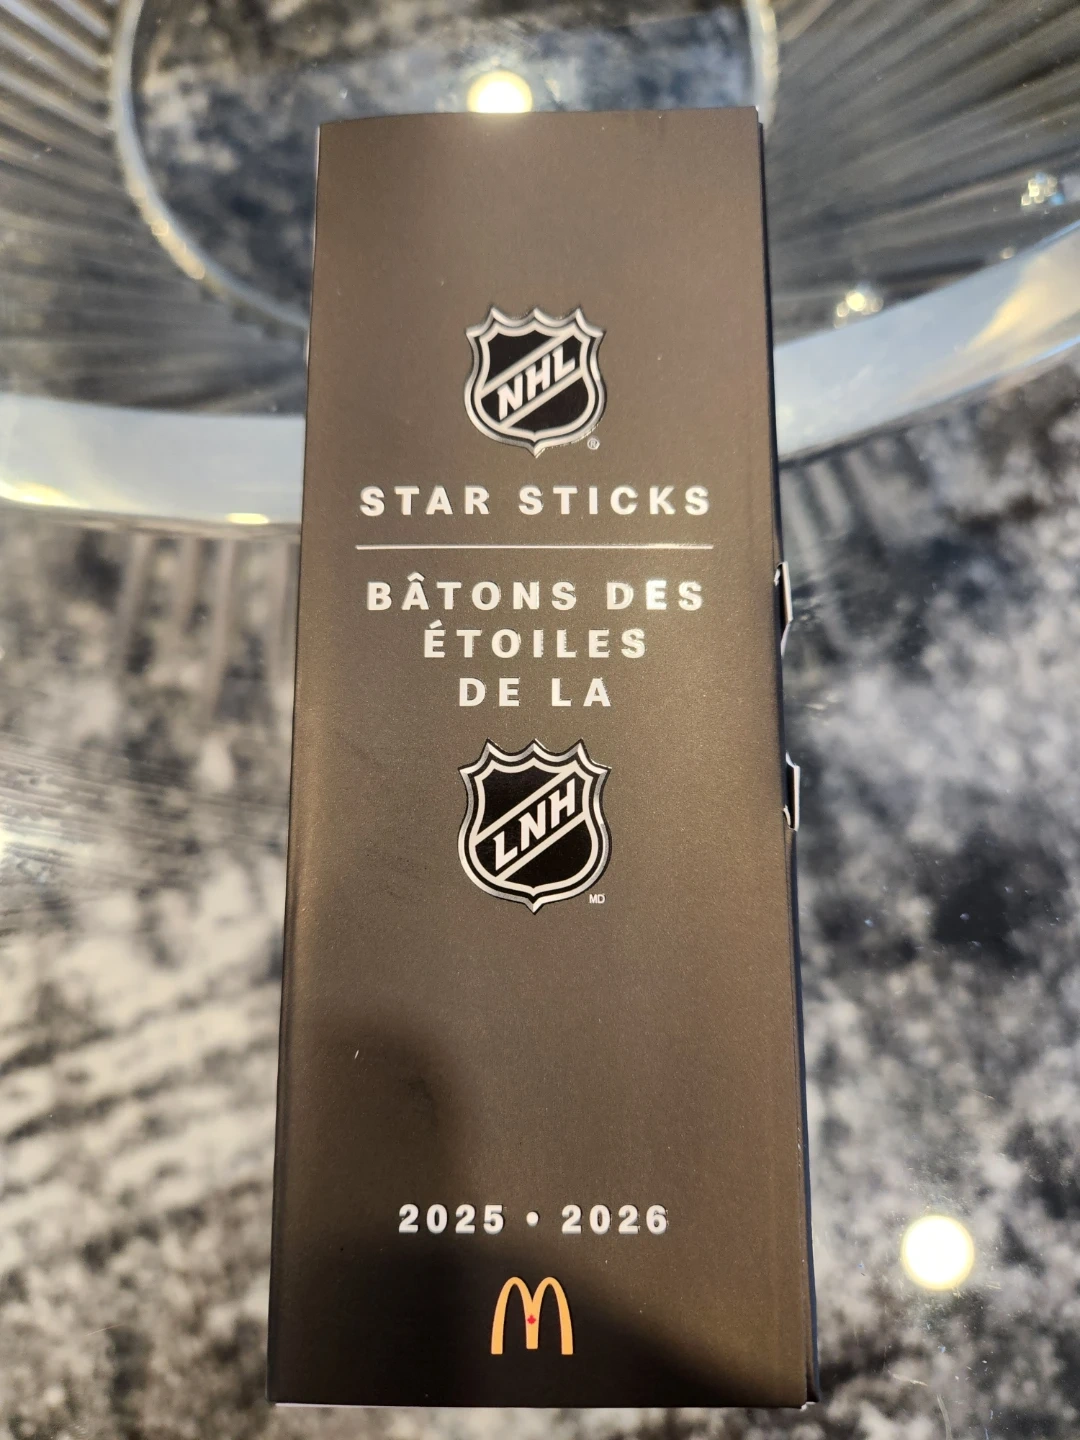 NHL
®
STAR STICKS
BÂTONS DES
ÉTOILES
DE LA
LNH
MD
2025 • 2026